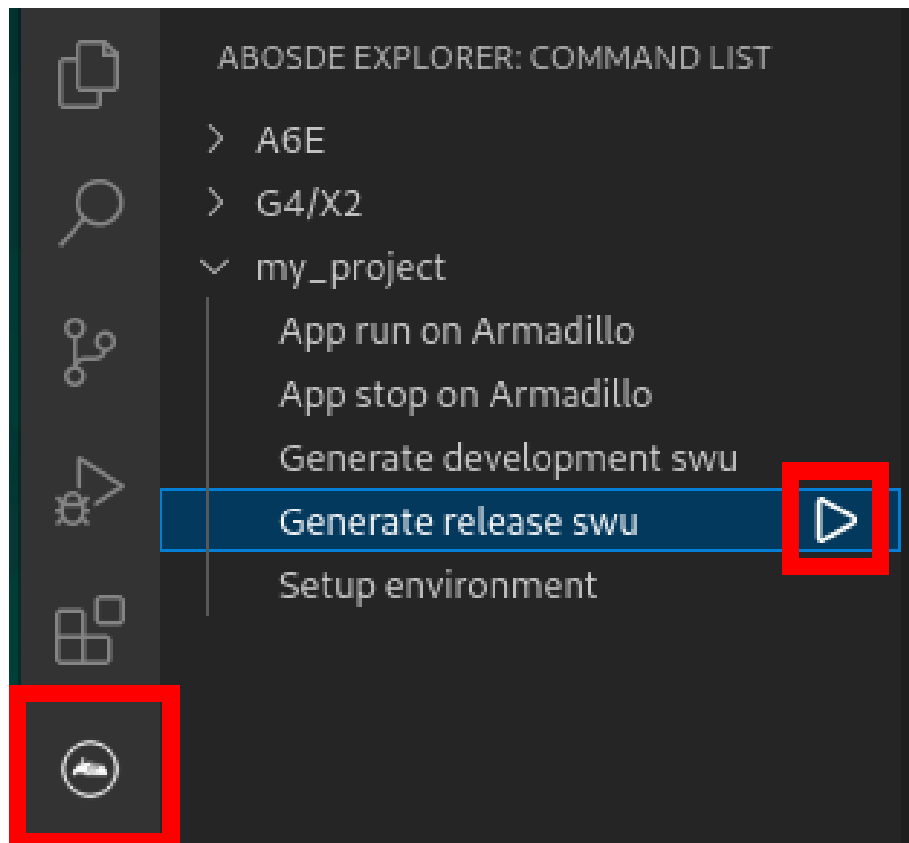 ABOSDE EXPLORER: COMMAND LIST
A6E
G4/X2
my_project
App run on Armadillo
App stop on Armadillo
Generate development swu
Generate release swu
Setup environment